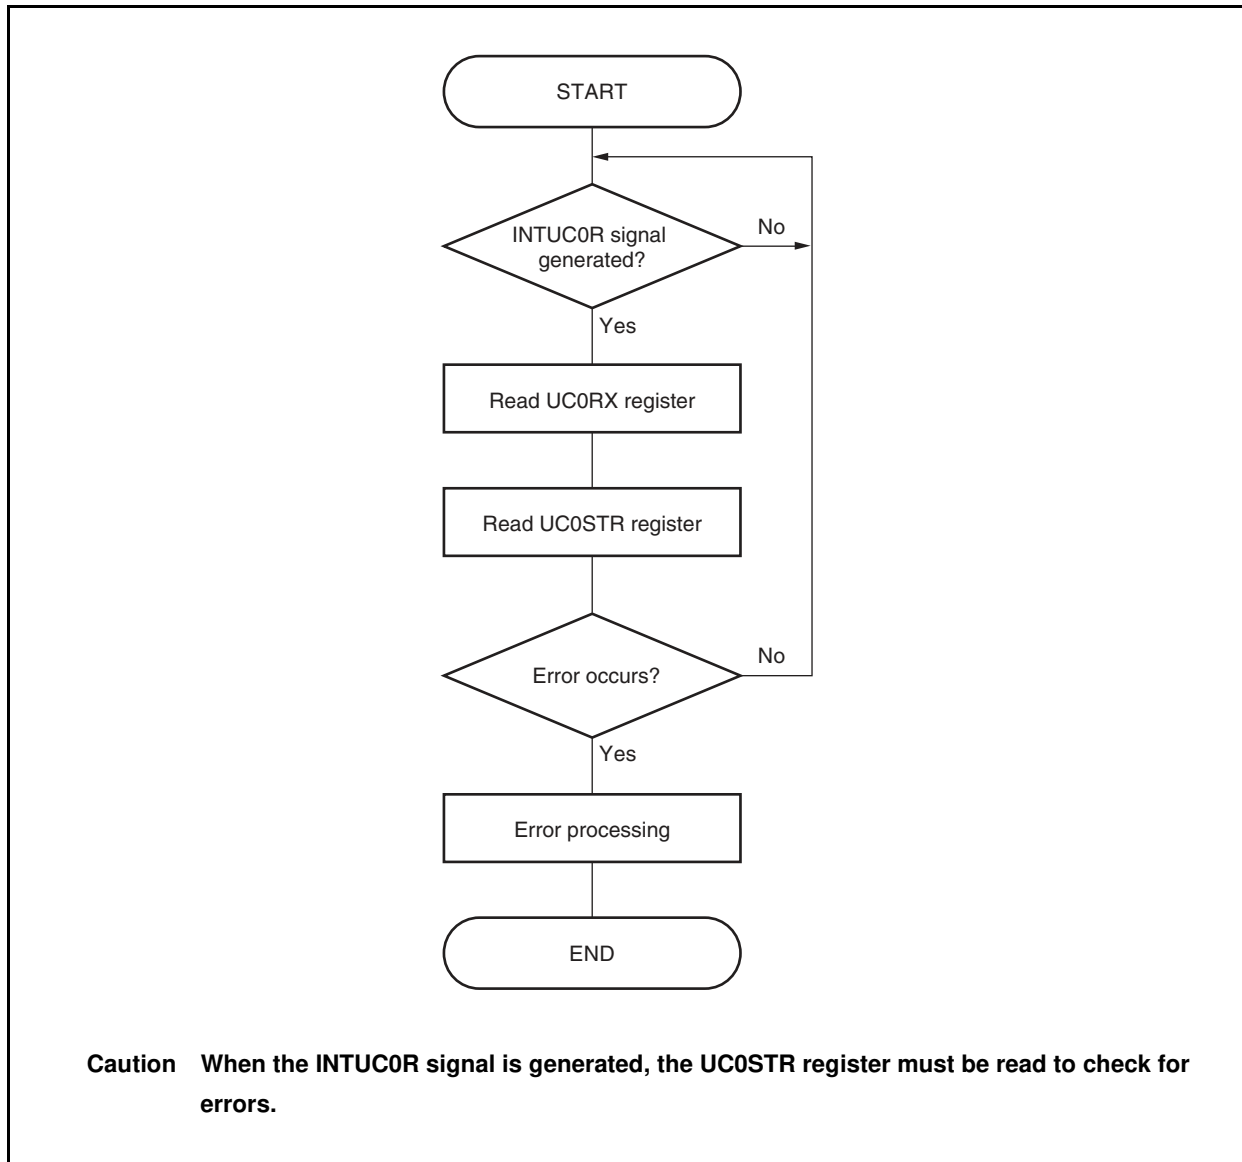 START
INTUC0R signal
generated?
No
Yes
Read UC0RX register
Read UC0STR register
Error occurs?
No
Yes
Error processing
END
Caution When the INTUC0R signal is generated, the UC0STR register must be read to check for
errors.